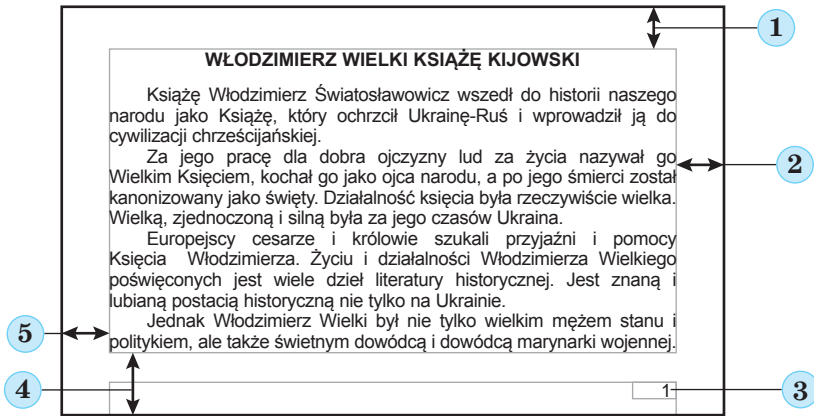 1
WŁODZIMIERZ WIELKI KSIĄŻĘ KIJOWSKI
Książę Włodzimierz Światosławowicz wszedł do historii naszego
narodu jako Książę, który ochrzcił Ukrainę-Ruś i wprowadził ją do
cywilizacji chrześcijańskiej.
Za jego pracę dla dobra ojczyzny lud za życia nazywał go
2
Wielkim Księciem, kochał go jako ojca narodu, a po jego śmierci został
kanonizowany jako święty. Działalność księcia była rzeczywiście wielka.
Wielką, zjednoczoną i silną była za jego czasów Ukraina.
Europejscy cesarze i królowie szukali przyjaźni i pomocy
Księcia Włodzimierza. Życiu i działalności Włodzimierza Wielkiego
poświęconych jest wiele dzieł literatury historycznej. Jest znaną i
lubianą postacią historyczną nie tylko na Ukrainie.
Jednak Włodzimierz Wielki był nie tylko wielkim mężem stanu i
5
politykiem, ale także świetnym dowódcą i dowódcą marynarki wojennej.
4
1
3